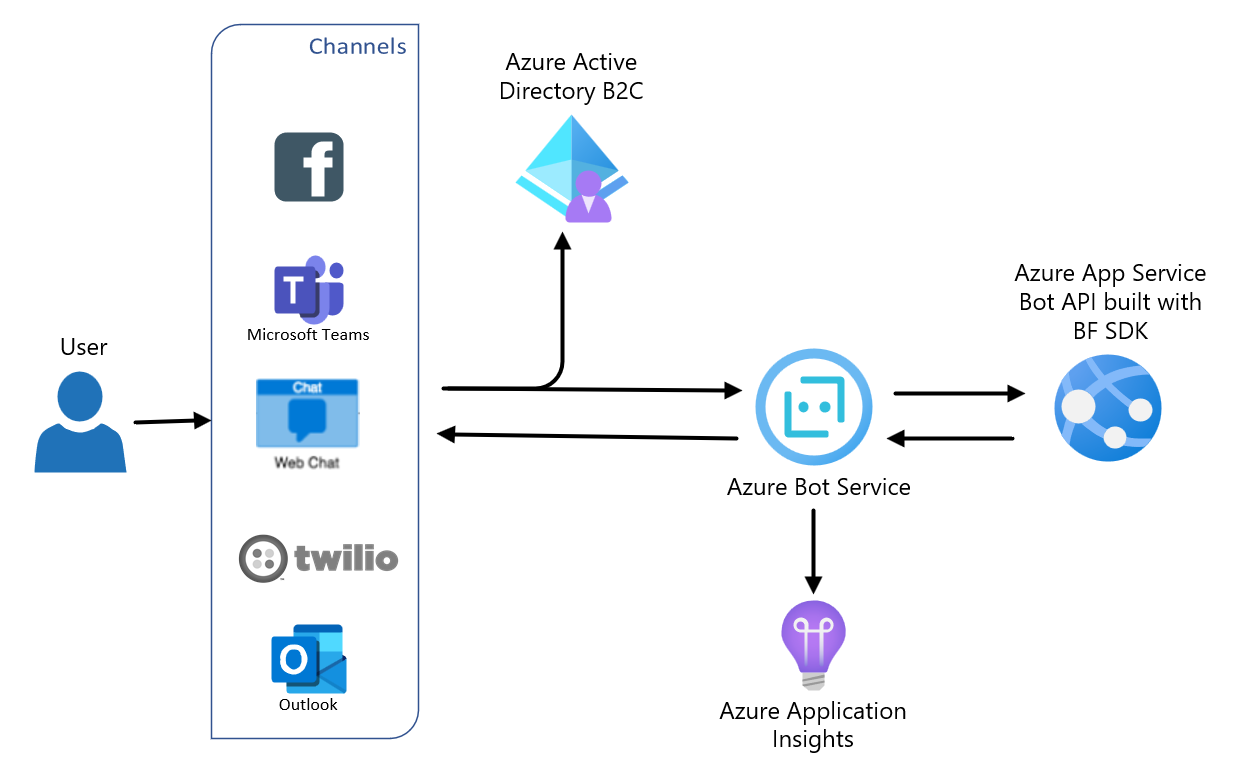 Channels
Azure Active
Directory B2C
f
T
Microsoft Teams
User
Chat
Web Chat
Azure App Service
Bot API built with
BF SDK
Azure Bot Service
twilio
O
Outlook
Azure Application
Insights